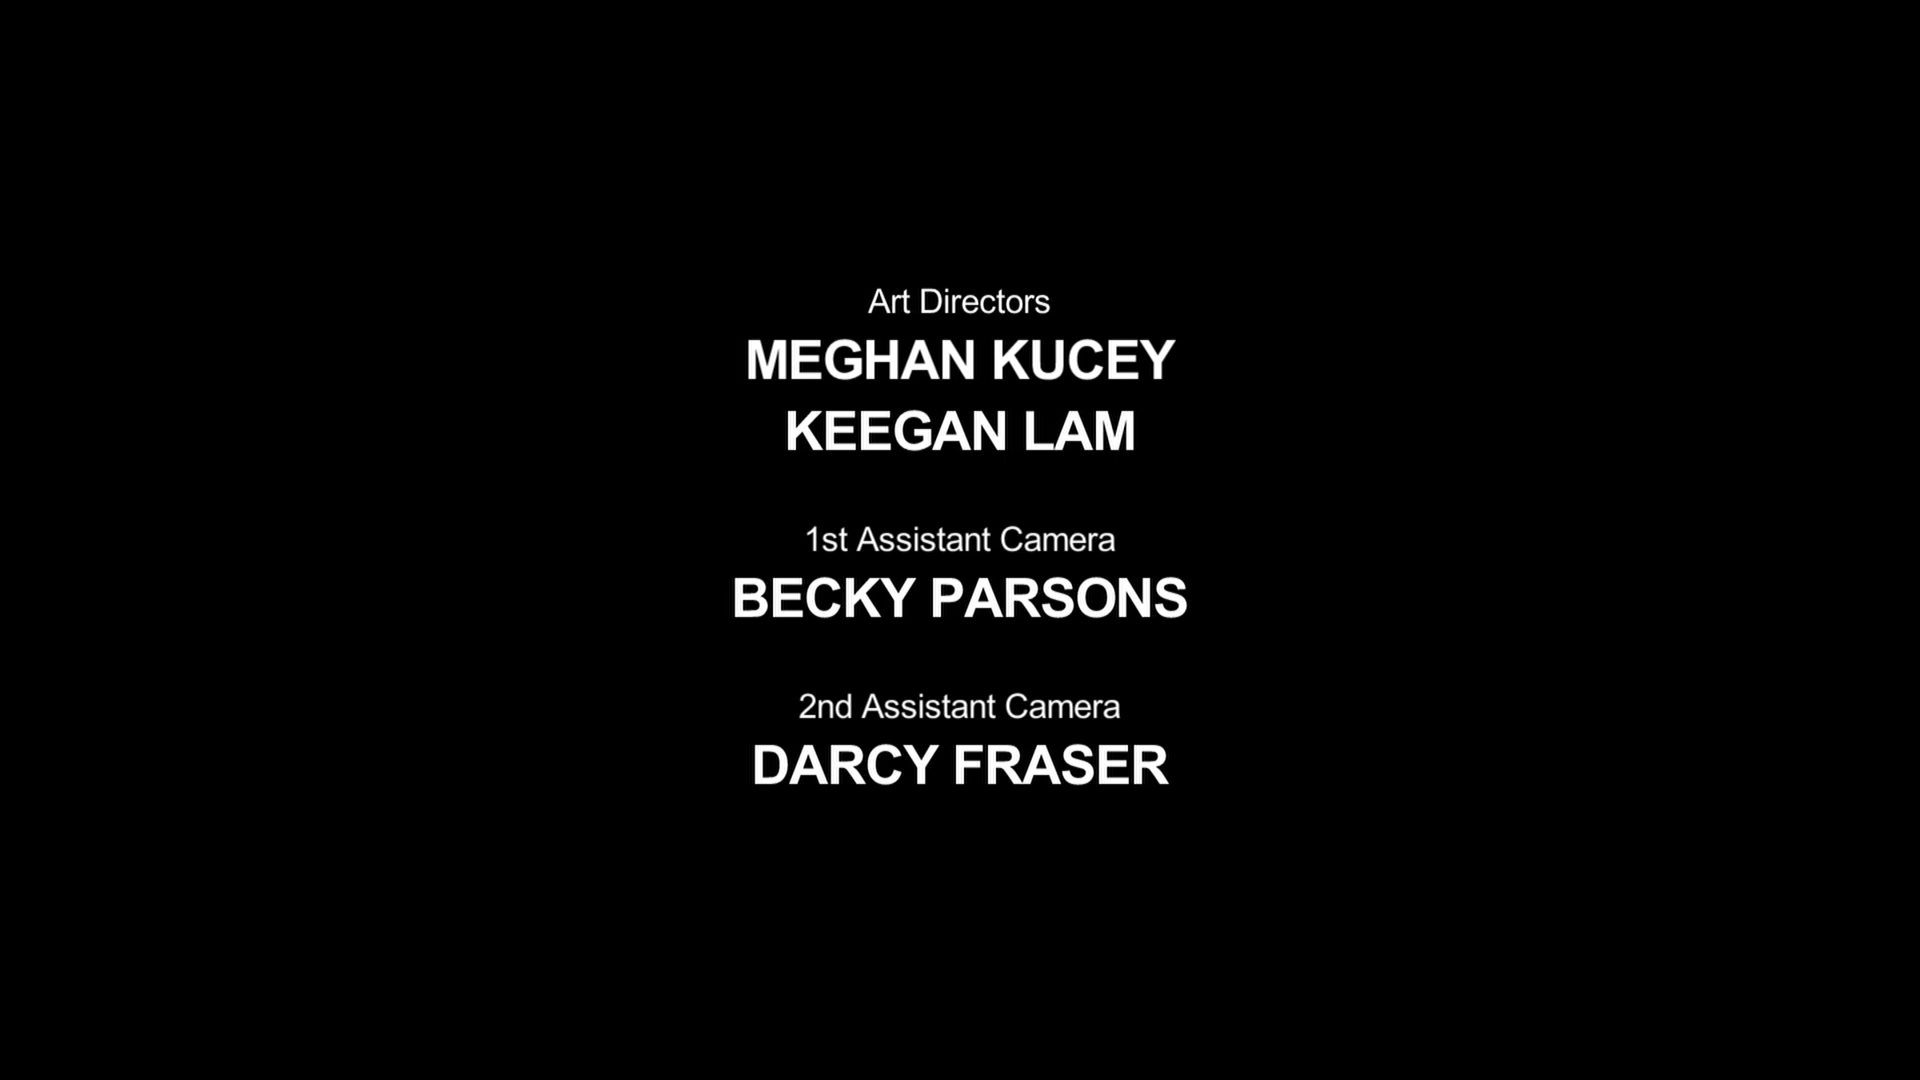 Art Directors
MEGHAN KUCEY
KEEGAN LAM
1st Assistant Camera
BECKY PARSONS
2nd Assistant Camera
DARCY FRASER